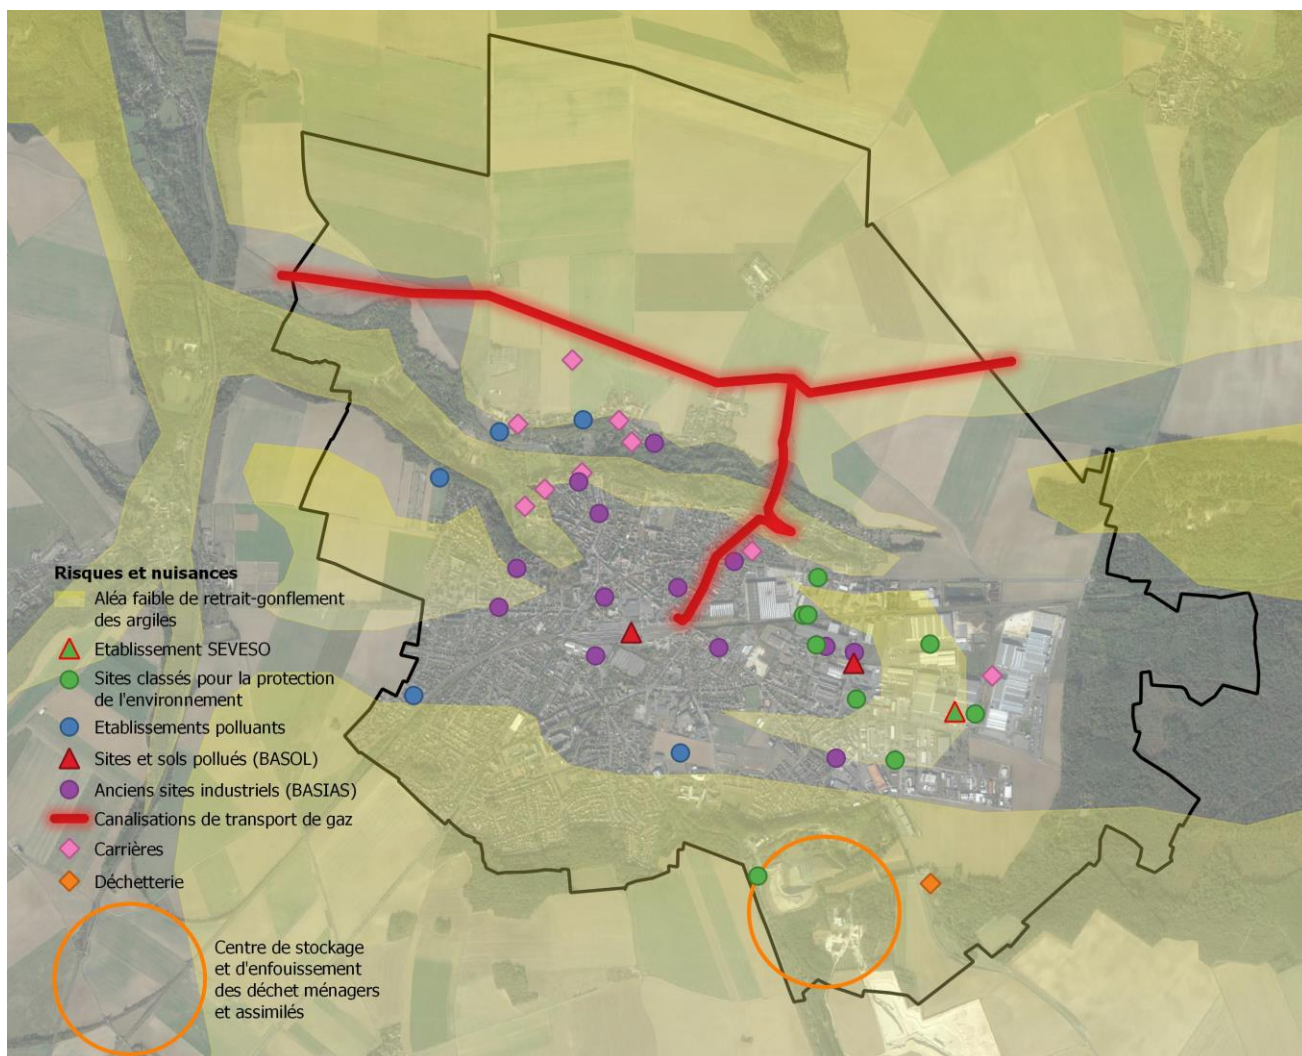 Risques et nuisances
Aléa faible de retrait-gonflement
des argiles
Etablissement SEVESO
Sites classés pour la protection
de l'environnement
Etablissements polluants
Sites et sols pollués (BASOL)
Anciens sites industriels (BASIAS)
Canalisations de transport de gaz
Carrières
Déchetterie
Centre de stockage
et d'enfouissement
des déchet ménagers
et assimilés